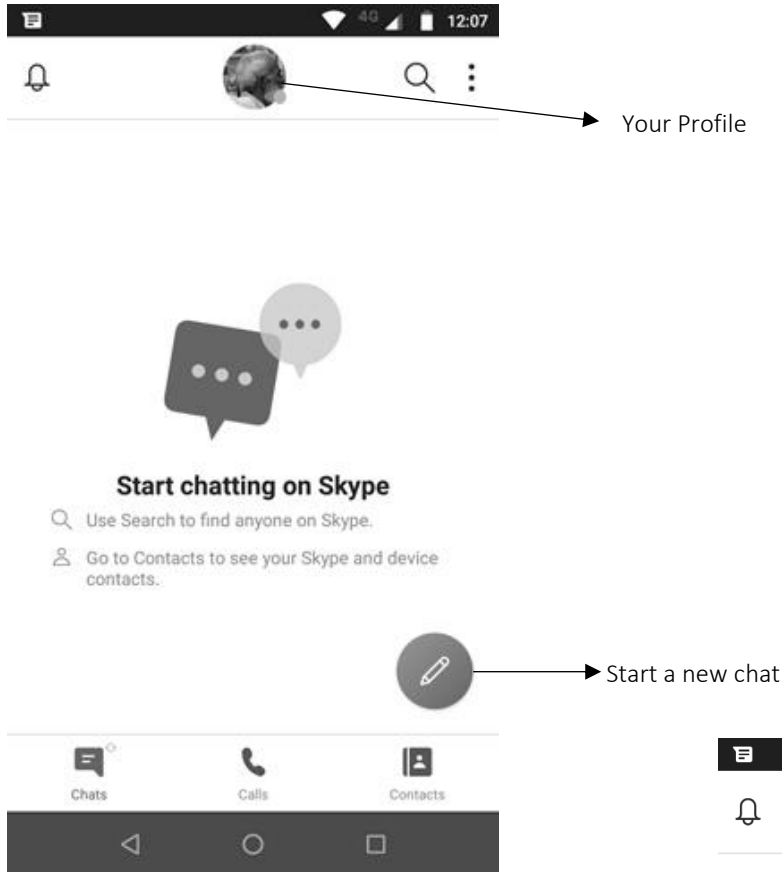 4G 12:07
Your Profile
Start chatting on Skype
Use Search to find anyone on Skype.
Go to Contacts to see your Skype and device
contacts.
Start a new chat
Chats Calls Contacts